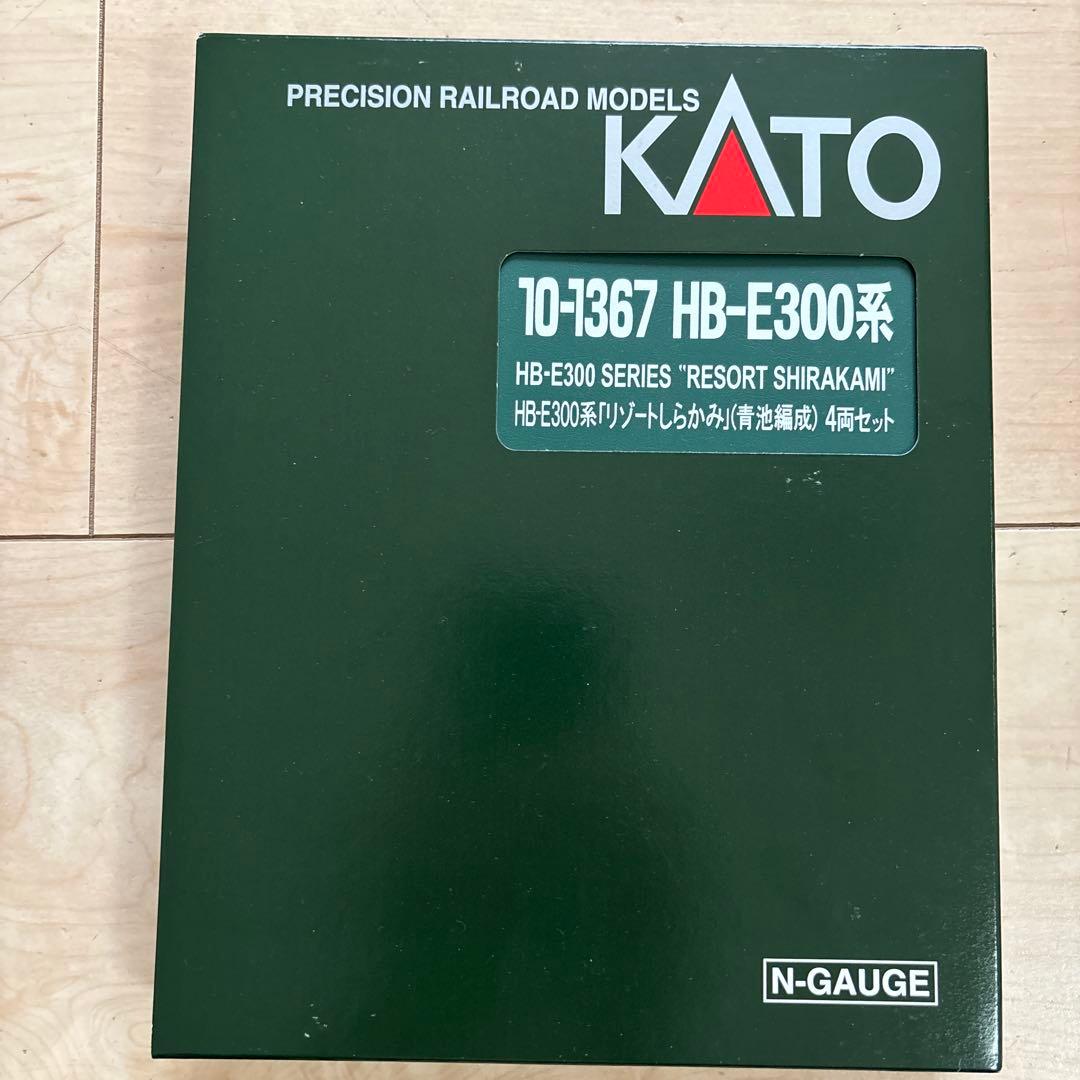 PRECISION RAILROAD MODELS
KATO
10-1367 HB-E300系
HB-E300 SERIES "RESORT SHIRAKAMI"
HB-E300系「リゾートしらかみ」(青池編成) 4両セット
N-GAUGE